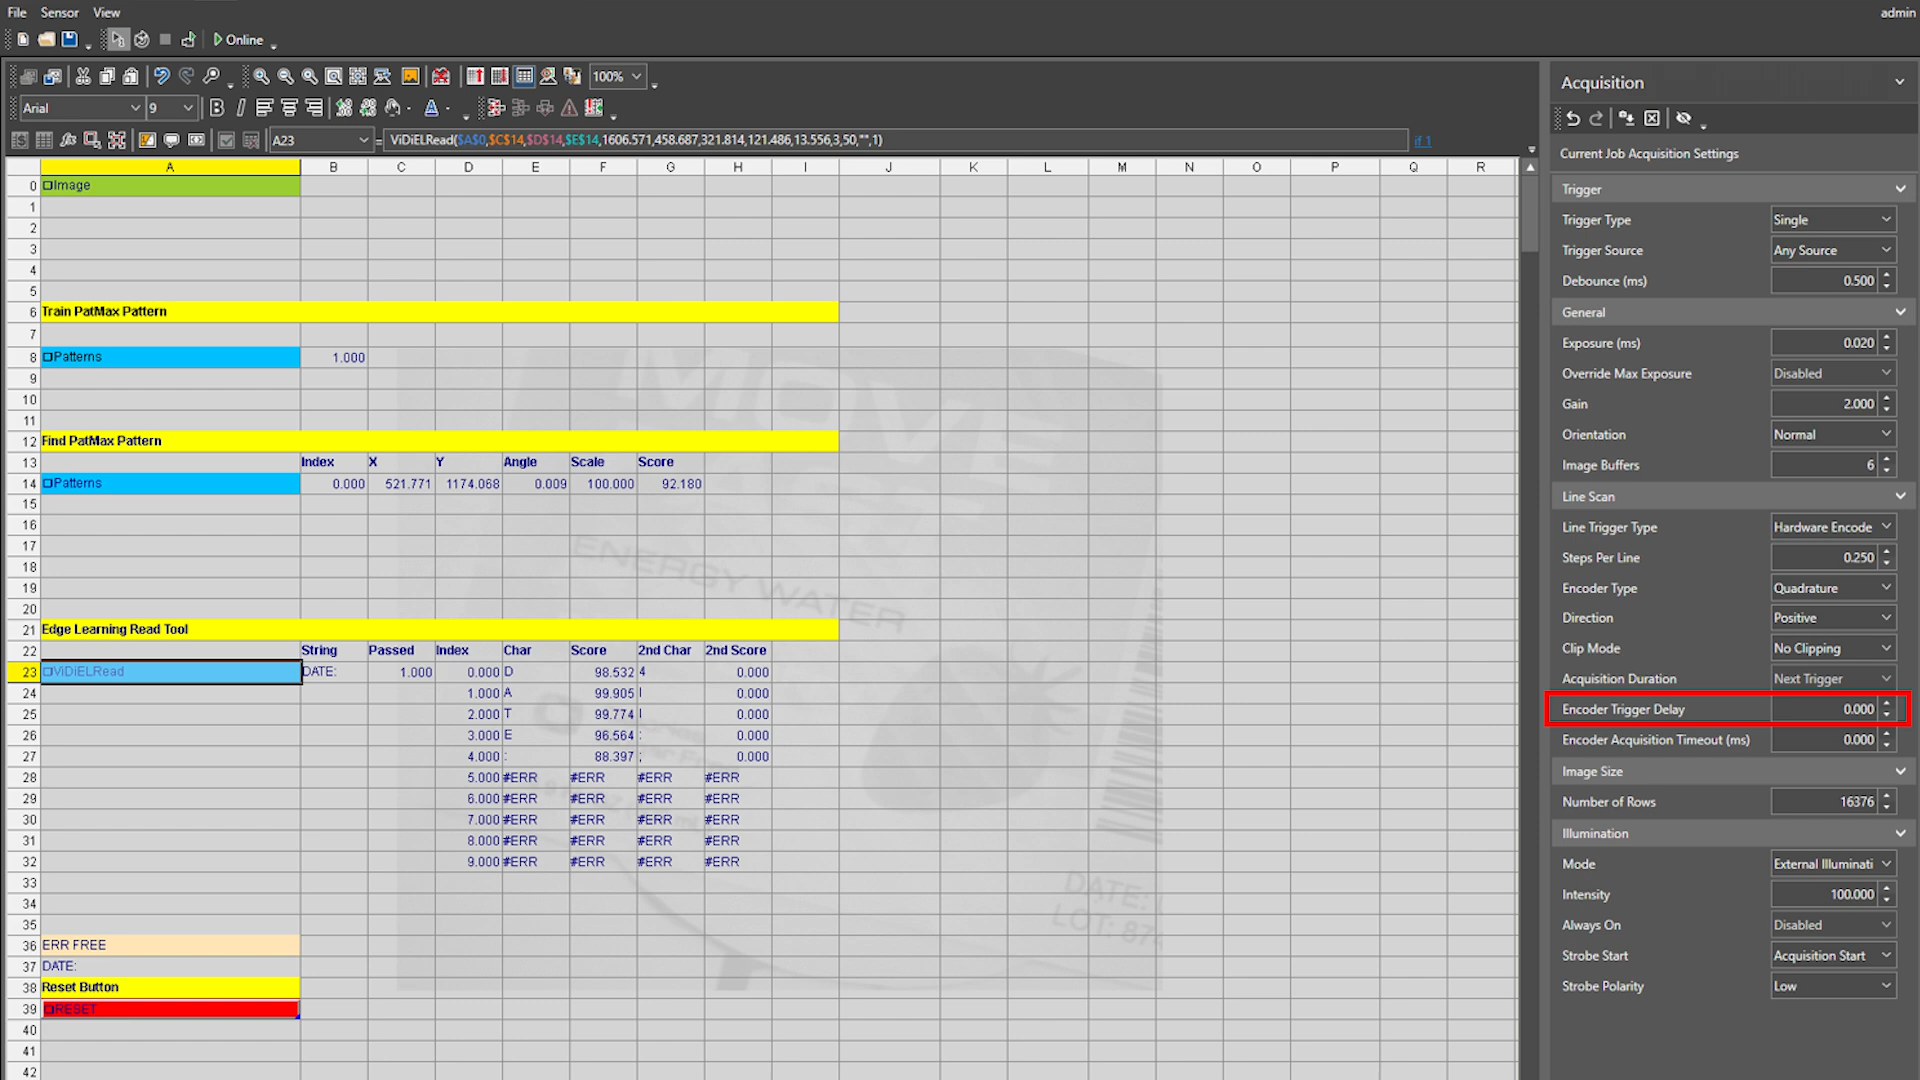 File Sensor View admin
Online
100%
Arial 9 B I A
A23 = ViDiELRead($A$0,$C$14,$D$14,$E$14,1606.571,458.687,321.814,121.486,13.556,3,50,"",1) if 1
A B C D E F G H I J K L M N O P Q R
0 Image
1
2
3
4
5
6 Train PatMax Pattern
7
8 Patterns 1.000
9
10
11
12 Find PatMax Pattern
13 Index X Y Angle Scale Score
14 Patterns 0.000 521.771 1174.068 0.009 100.000 92.180
15
16
17
18
19
20
21 Edge Learning Read Tool
22 String Passed Index Char Score 2nd Char 2nd Score
23 ViDiELRead DATE: 1.000 0.000 D 98.532 4 0.000
24 1.000 A 99.905 l 0.000
25 2.000 T 99.774 I 0.000
26 3.000 E 96.564 : 0.000
27 4.000 : 88.397 ; 0.000
28 5.000 #ERR #ERR #ERR #ERR
29 6.000 #ERR #ERR #ERR #ERR
30 7.000 #ERR #ERR #ERR #ERR
31 8.000 #ERR #ERR #ERR #ERR
32 9.000 #ERR #ERR #ERR #ERR
33
34
35
36 ERR FREE
37 DATE:
38 Reset Button
39 RESET
40
41
42
MOVE
ENERGY WATER
DATE:
LOT: 874
Acquisition
Current Job Acquisition Settings
Trigger
Trigger Type Single
Trigger Source Any Source
Debounce (ms) 0.500
General
Exposure (ms) 0.020
Override Max Exposure Disabled
Gain 2.000
Orientation Normal
Image Buffers 6
Line Scan
Line Trigger Type Hardware Encode
Steps Per Line 0.250
Encoder Type Quadrature
Direction Positive
Clip Mode No Clipping
Acquisition Duration Next Trigger
Encoder Trigger Delay 0.000
Encoder Acquisition Timeout (ms) 0.000
Image Size
Number of Rows 16376
Illumination
Mode External Illuminati
Intensity 100.000
Always On Disabled
Strobe Start Acquisition Start
Strobe Polarity Low